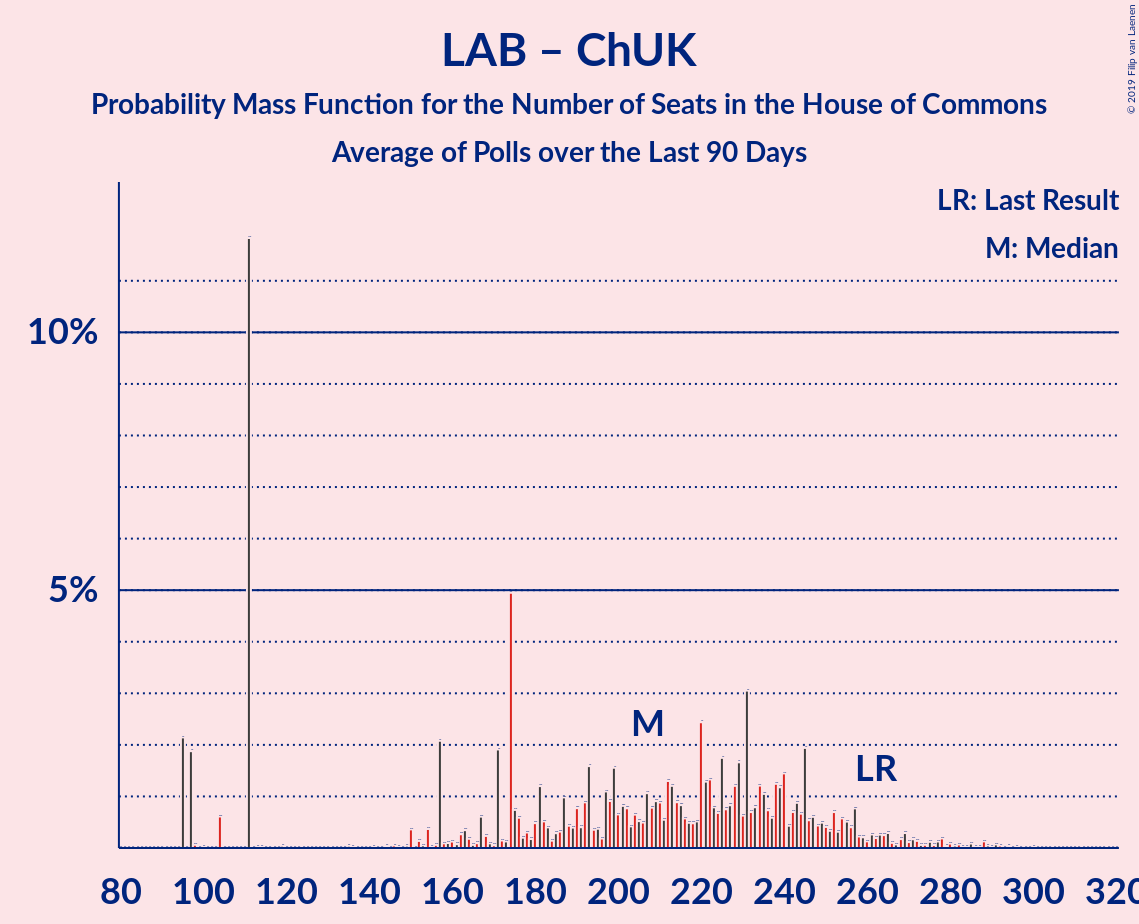 LAB – ChUK
Probability Mass Function for the Number of Seats in the House of Commons
Average of Polls over the Last 90 Days
© 2019 Filip van Laenen
LR: Last Result
M: Median
10%
5%
M
LR
80 100 120 140 160 180 200 220 240 260 280 300 320